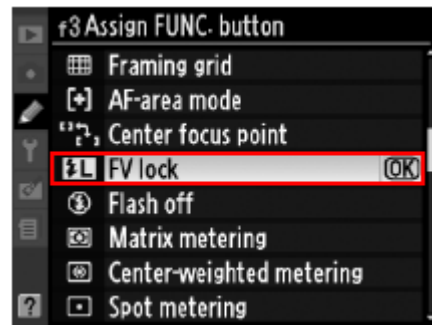 f3 Assign FUNC. button
Framing grid
AF-area mode
Center focus point
FV lock OK
Flash off
Matrix metering
Center-weighted metering
Spot metering